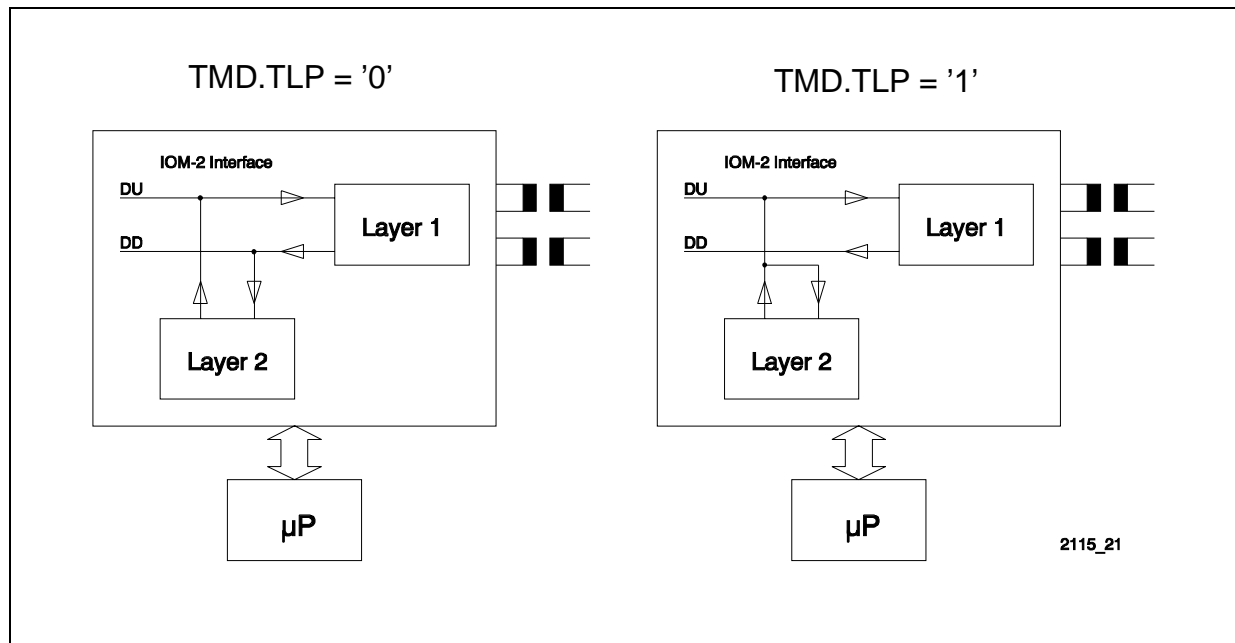 TMD.TLP = ’0’
IOM-2 Interface
DU
DD
Layer 1
Layer 2
µP
TMD.TLP = ’1’
IOM-2 Interface
DU
DD
Layer 1
Layer 2
µP
2115_21